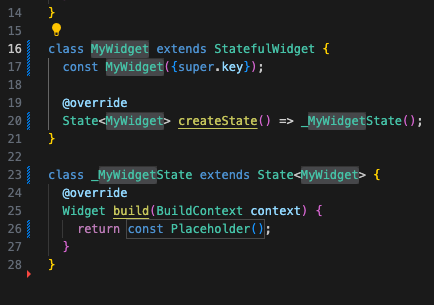 14 }
15
16 class MyWidget extends StatefulWidget {
17 const MyWidget({super.key});
18
19 @override
20 State<MyWidget> createState() => _MyWidgetState();
21 }
22
23 class _MyWidgetState extends State<MyWidget> {
24 @override
25 Widget build(BuildContext context) {
26 return const Placeholder();
27 }
28 }